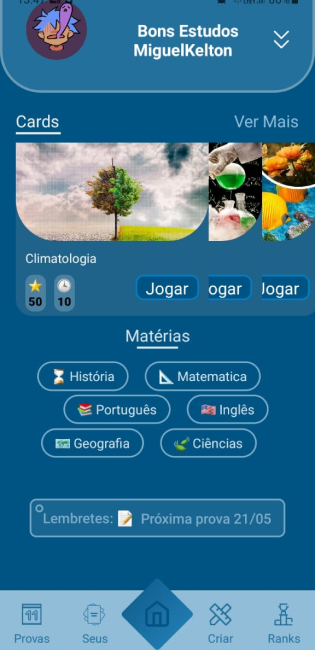 Bons Estudos
MiguelKelton
Cards Ver Mais
Climatologia
50 10 Jogar ogar Jogar
Matérias
História Matematica
Português Inglês
Geografia Ciências
Lembretes: Próxima prova 21/05
Provas Seus Criar Ranks